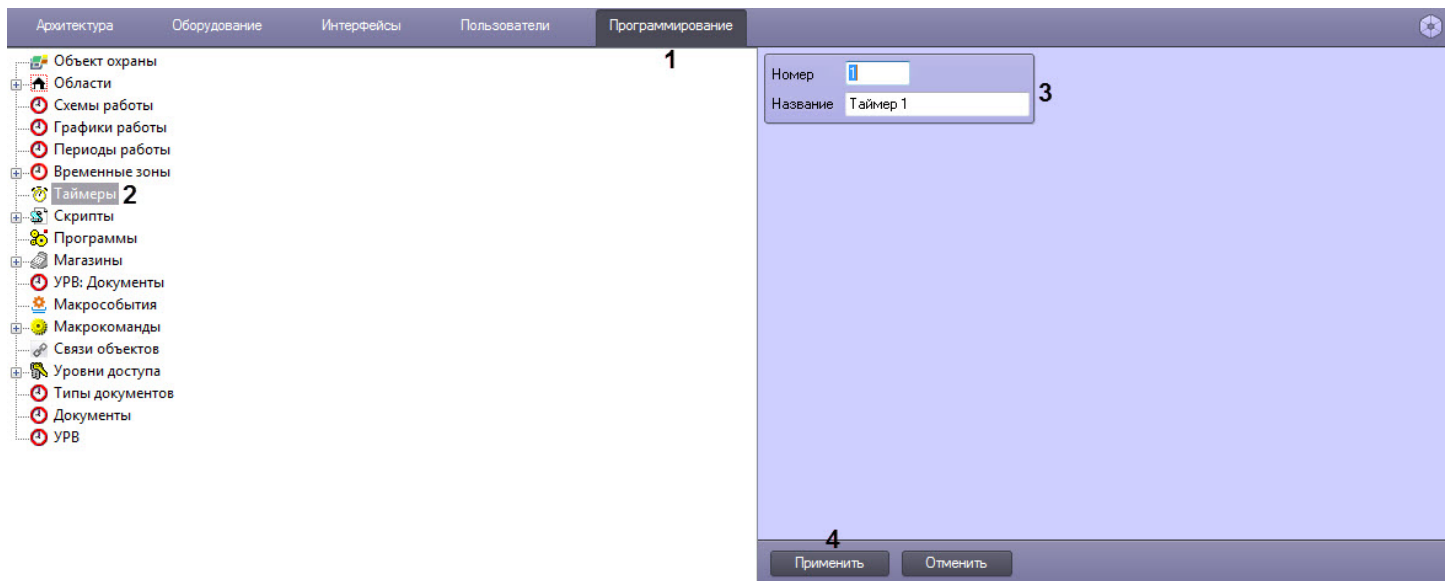 Архитектура Оборудование Интерфейсы Пользователи Программирование
1
Объект охраны
Области
Схемы работы
Графики работы
Периоды работы
Временные зоны
Таймеры 2
Скрипты
Программы
Магазины
УРВ: Документы
Макрособытия
Макрокоманды
Связи объектов
Уровни доступа
Типы документов
Документы
УРВ
Номер 1
Название Таймер 1
3
4
Применить Отменить